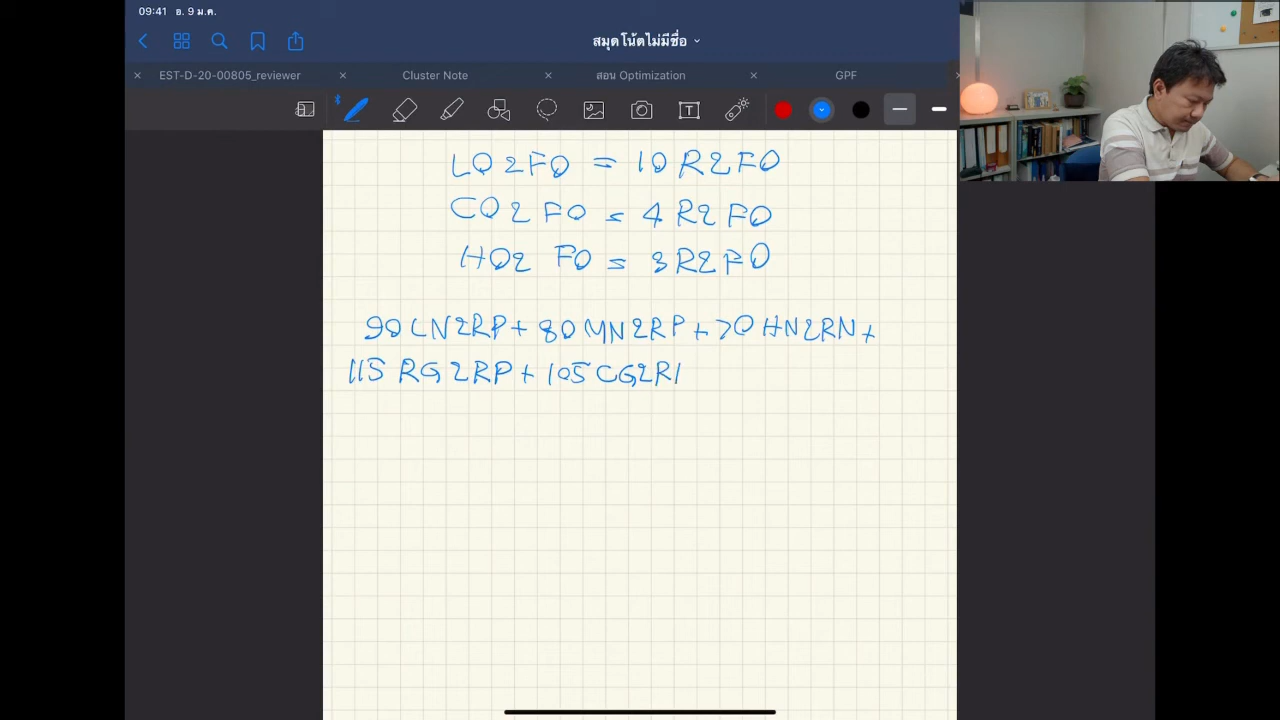 09:41 อ. 9 ม.ค.
สมุดโน้ตไม่มีชื่อ
EST-D-20-00805_reviewer
Cluster Note
สอน Optimization
GPF
LO2FO = 10 R2FO
CO2FO = 4 R2FO
HO2FO = 3 R2FO
90 LN2RP + 80 MN2RP + 70 HN2RN +
115 RG2RP + 105 CG2RI